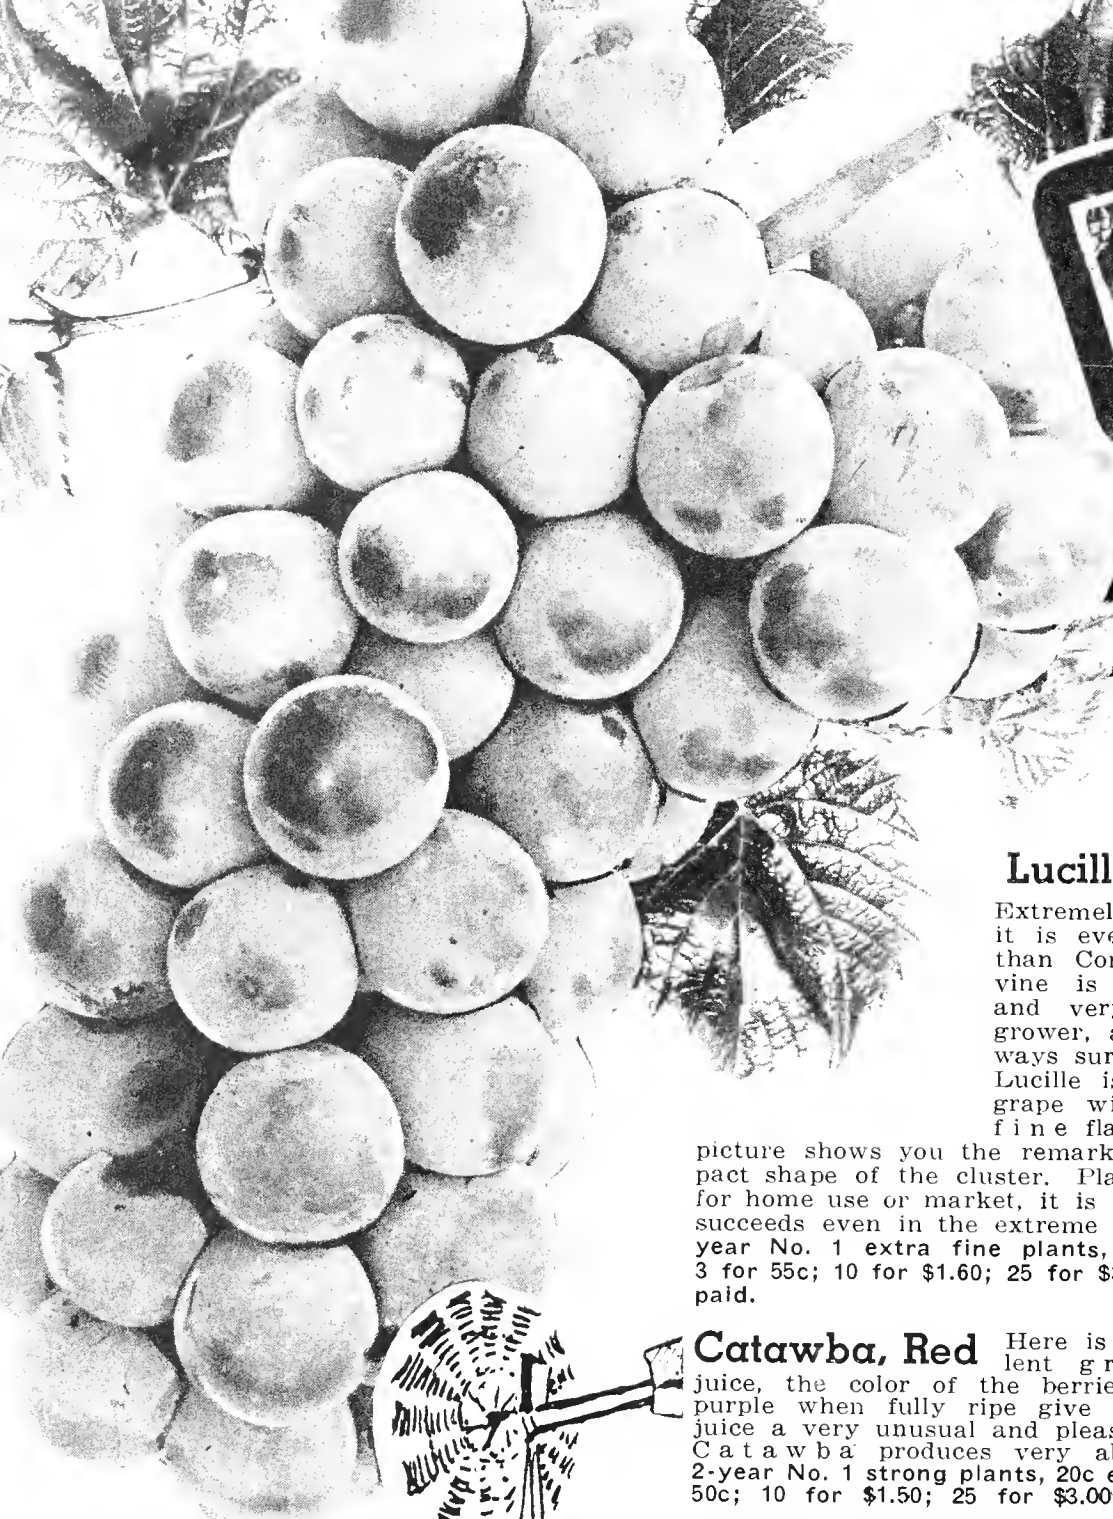 Lucill
Extremel
it is eve
than Cor
vine is
and ver
grower, a
ways sur
Lucille is
grape wi
fine fla
picture shows you the remark
pact shape of the cluster. Pla
for home use or market, it is
succeeds even in the extreme
year No. 1 extra fine plants,
3 for 55c; 10 for $1.60; 25 for $
paid.
Catawba, Red Here is
lent gr
juice, the color of the berrie
purple when fully ripe give
juice a very unusual and pleas
Catawba produces very a
2-year No. 1 strong plants, 20c e
50c; 10 for $1.50; 25 for $3.00